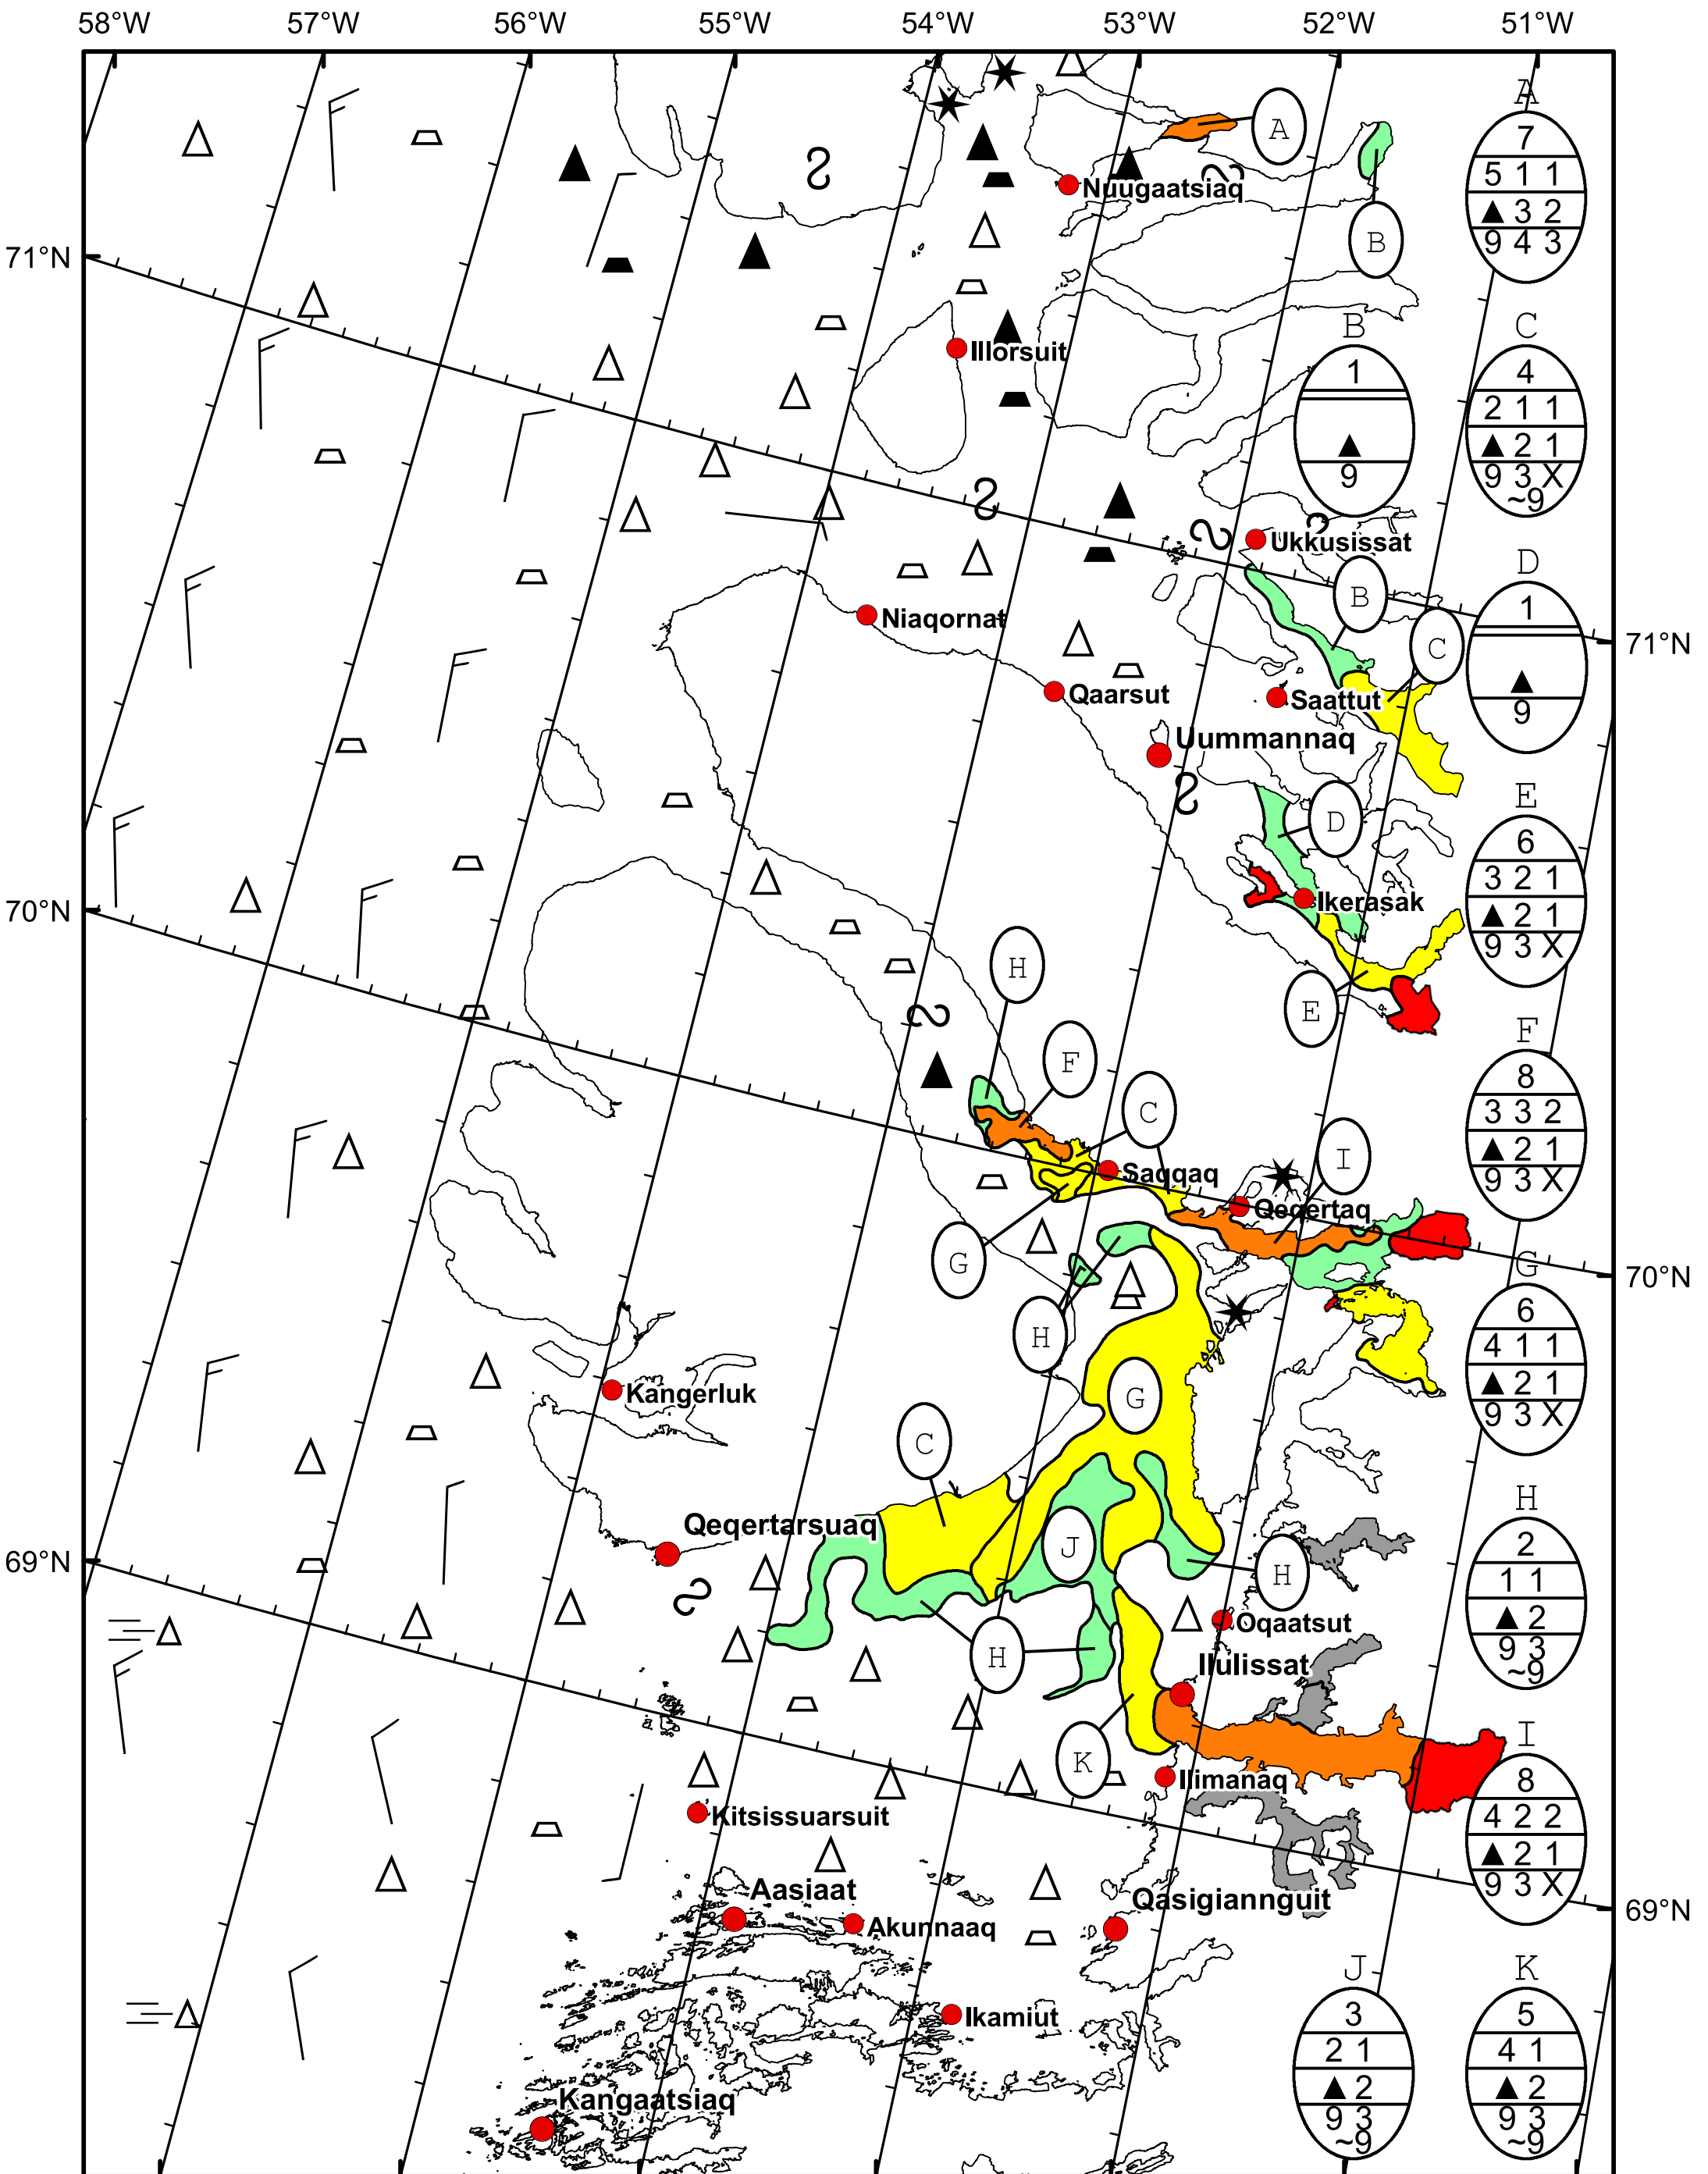 58°W 57°W 56°W 55°W 54°W 53°W 52°W 51°W
A
7
5 1 1
▲ 3 2
9 4 3
A
Nuugaatsiaq
B
71°N
B
1
▲
9
C
4
2 1 1
▲ 2 1
9 3 X
~9
Illorsuit
Ukkusissat
D
1
▲
9
B
Niaqornat
C
71°N
Qaarsut
Saattut
Uummannaq
E
6
3 2 1
▲ 2 1
9 3 X
D
Ikerasak
70°N
H
E
F
8
3 3 2
▲ 2 1
9 3 X
F
C
I
Saqqaq
Qeqertaq
G
G
6
4 1 1
▲ 2 1
9 3 X
70°N
H
Kangerluk
G
C
H
2
1 1
▲ 2
9 3
~9
Qeqertarsuaq
69°N
J
H
Oqaatsut
H
Ilulissat
I
8
4 2 2
▲ 2 1
9 3 X
K
Ilimanaq
Kitsissuarsuit
Aasiaat
Qasigiannguit
69°N
Akunnaaq
J
3
2 1
▲ 2
9 3
~9
K
5
4 1
▲ 2
9 3
~9
Ikamiut
Kangaatsiaq